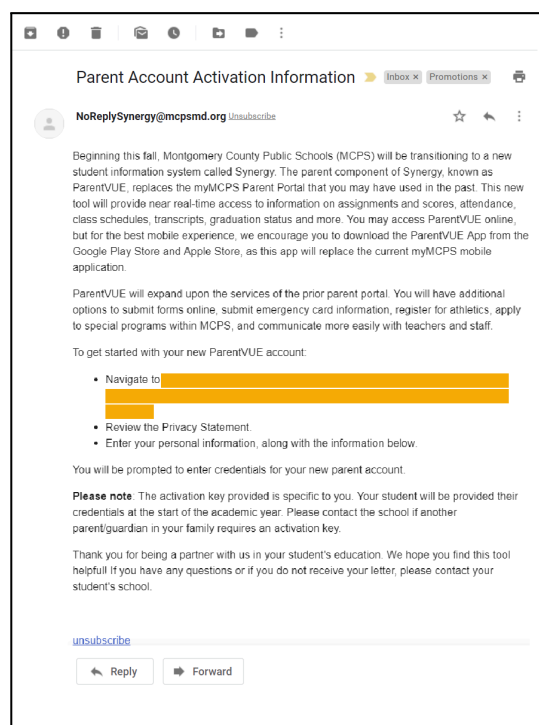 Parent Account Activation Information Inbox × Promotions ×
NoReplySynergy@mcpsmd.org Unsubscribe
Beginning this fall, Montgomery County Public Schools (MCPS) will be transitioning to a new
student information system called Synergy. The parent component of Synergy, known as
ParentVUE, replaces the myMCPS Parent Portal that you may have used in the past. This new
tool will provide near real-time access to information on assignments and scores, attendance,
class schedules, transcripts, graduation status and more. You may access ParentVUE online,
but for the best mobile experience, we encourage you to download the ParentVUE App from the
Google Play Store and Apple Store, as this app will replace the current myMCPS mobile
application.
ParentVUE will expand upon the services of the prior parent portal. You will have additional
options to submit forms online, submit emergency card information, register for athletics, apply
to special programs within MCPS, and communicate more easily with teachers and staff.
To get started with your new ParentVUE account:
• Navigate to
• Review the Privacy Statement.
• Enter your personal information, along with the information below.
You will be prompted to enter credentials for your new parent account.
Please note: The activation key provided is specific to you. Your student will be provided their
credentials at the start of the academic year. Please contact the school if another
parent/guardian in your family requires an activation key.
Thank you for being a partner with us in your student's education. We hope you find this tool
helpful! If you have any questions or if you do not receive your letter, please contact your
student's school.
unsubscribe
Reply Forward